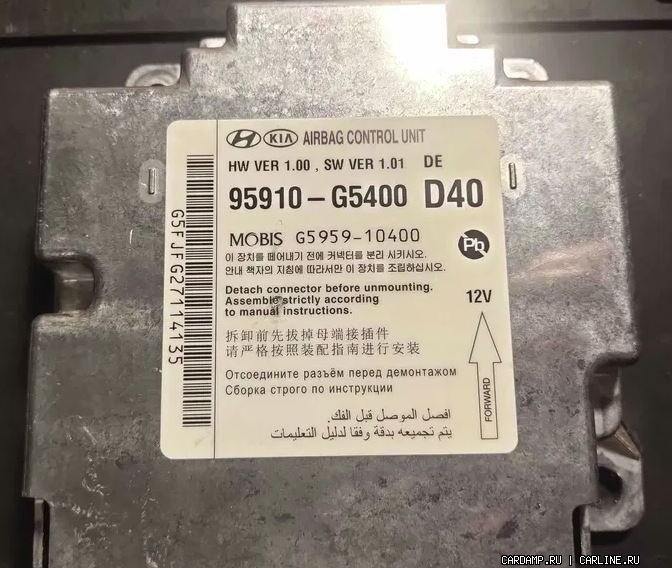 HYUNDAI KIA AIRBAG CONTROL UNIT
HW VER 1.00 , SW VER 1.01 DE
95910-G5400 D40
MOBIS G5959-10400
Pb
이 장치를 떼어내기 전에 커넥터를 분리 시키시오.
안내 책자의 지침에 따라서만 이 장치를 조립하십시오.
Detach connector before unmounting.
Assemble strictly according
to manual instructions.
12V
拆卸前先拔掉母端接插件
请严格按照装配指南进行安装
FORWARD
Отсоедините разъём перед демонтажом
Сборка строго по инструкции
افصل الموصل قبل الفك.
يتم تجميعه بدقة وفقا لدليل التعليمات
G5FJFG27114135
CARDAMP.RU | CARLINE.RU